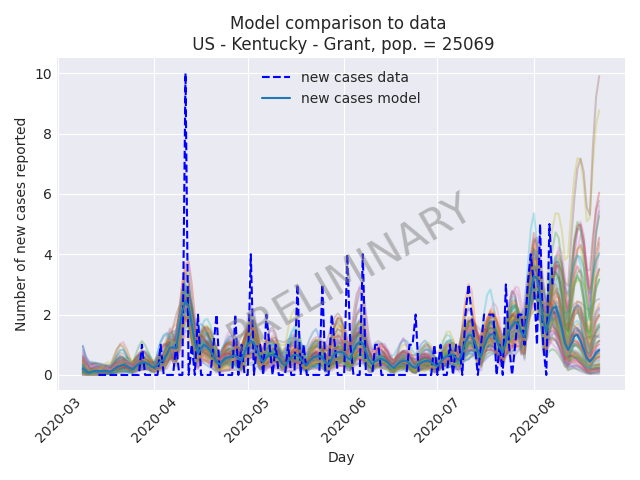 Model comparison to data
US - Kentucky - Grant, pop. = 25069
new cases data
new cases model
PRELIMINARY
Number of new cases reported
10
8
6
4
2
0
2020-03
2020-04
2020-05
2020-06
2020-07
2020-08
Day